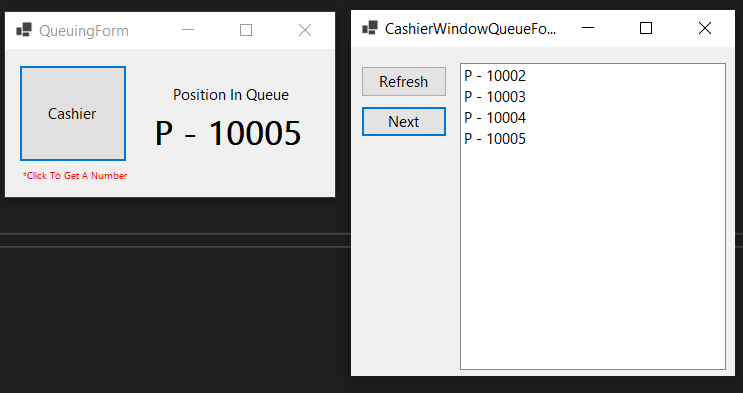 QueuingForm
Cashier
Position In Queue
P - 10005
*Click To Get A Number
CashierWindowQueueFo...
Refresh
Next
P - 10002
P - 10003
P - 10004
P - 10005